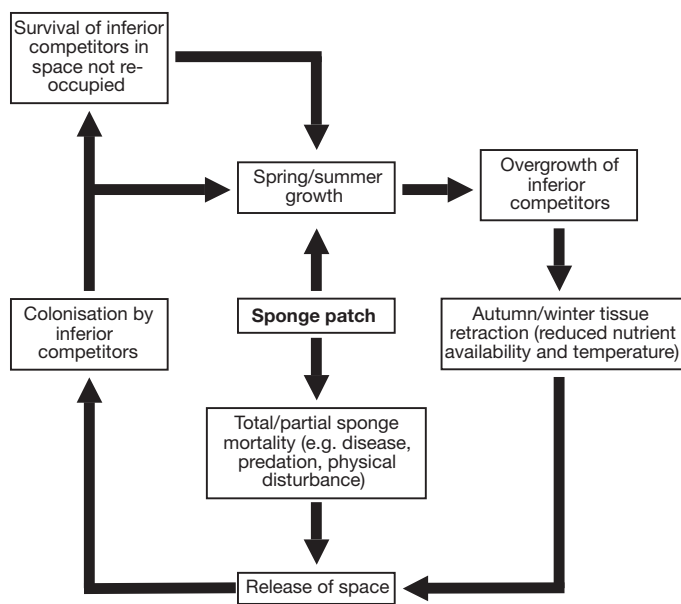 Survival of inferior
competitors in
space not re-
occupied
Spring/summer
growth
Overgrowth of
inferior
competitors
Colonisation by
inferior
competitors
Sponge patch
Autumn/winter tissue
retraction (reduced nutrient
availability and temperature)
Total/partial sponge
mortality (e.g. disease,
predation, physical
disturbance)
Release of space